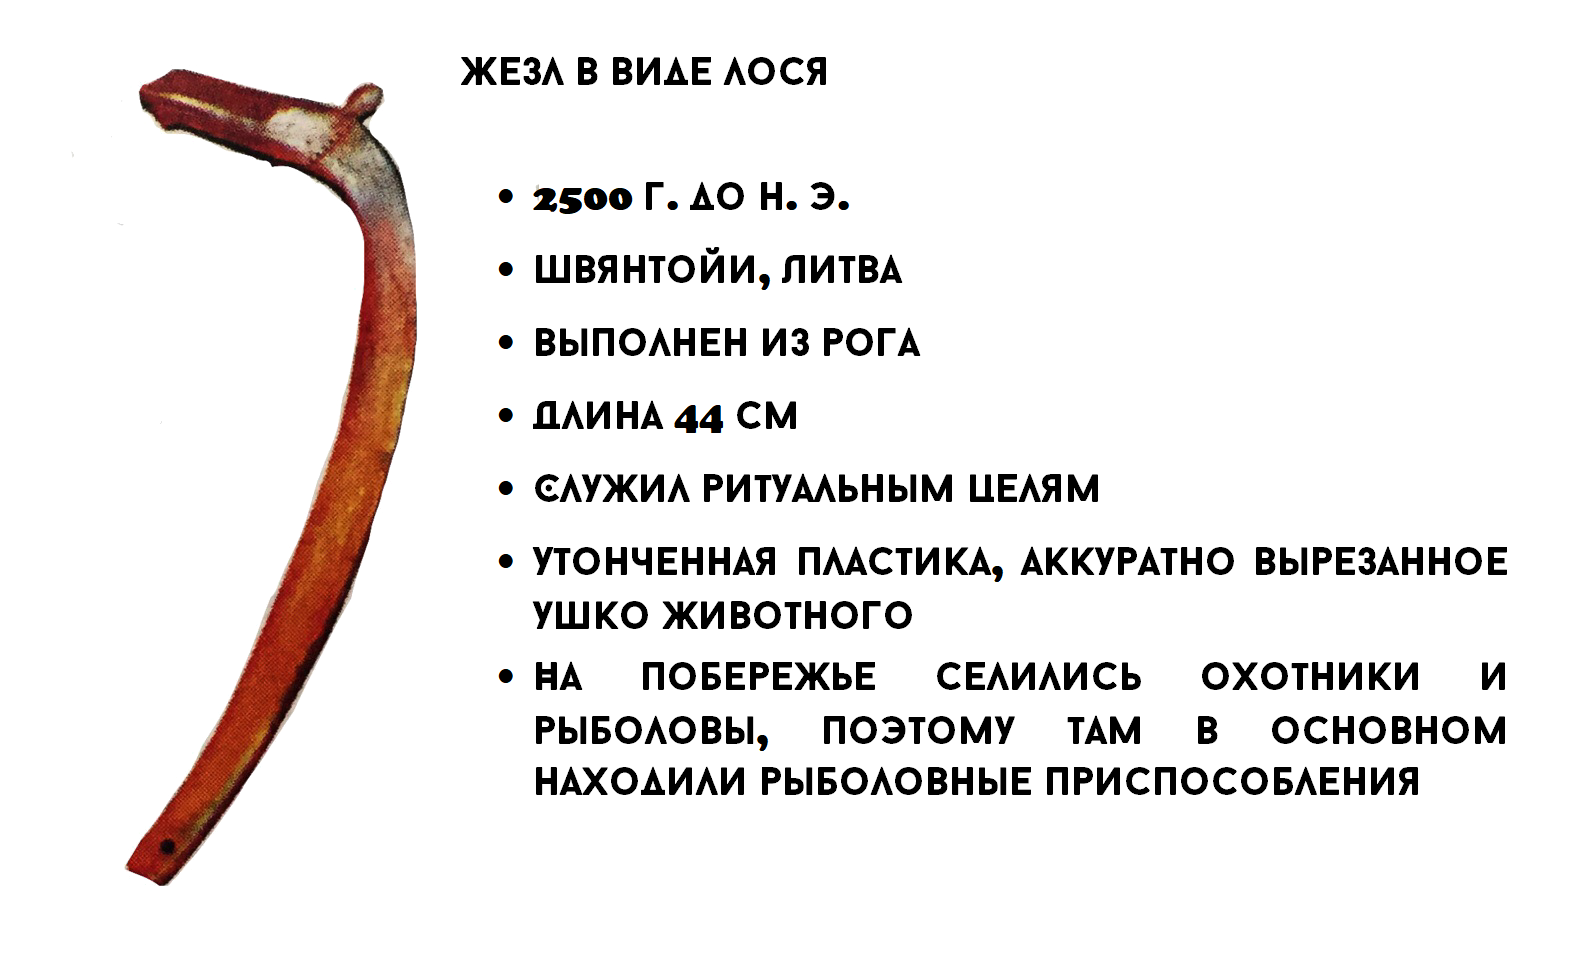 ЖЕЗЛ В ВИДЕ ЛОСЯ
• 2500 Г. ДО Н. Э.
• ШВЯНТОЙИ, ЛИТВА
• ВЫПОЛНЕН ИЗ РОГА
• ДЛИНА 44 СМ
• СЛУЖИЛ РИТУАЛЬНЫМ ЦЕЛЯМ
• УТОНЧЕННАЯ ПЛАСТИКА, АККУРАТНО ВЫРЕЗАННОЕ
УШКО ЖИВОТНОГО
• НА ПОБЕРЕЖЬЕ СЕЛИЛИСЬ ОХОТНИКИ И
РЫБОЛОВЫ, ПОЭТОМУ ТАМ В ОСНОВНОМ
НАХОДИЛИ РЫБОЛОВНЫЕ ПРИСПОСОБЛЕНИЯ